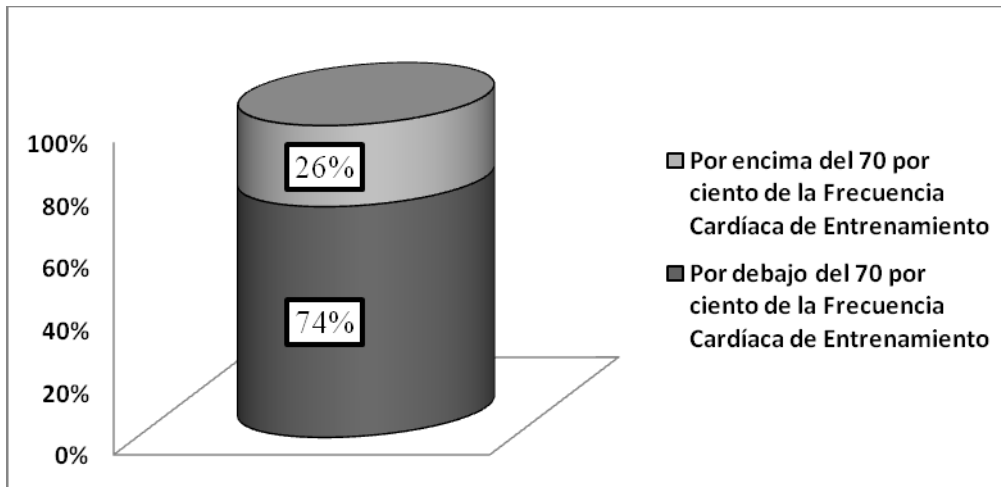 100%
80%
60%
40%
20%
0%
26%
74%
Por encima del 70 por
ciento de la Frecuencia
Cardíaca de Entrenamiento
Por debajo del 70 por
ciento de la Frecuencia
Cardíaca de Entrenamiento